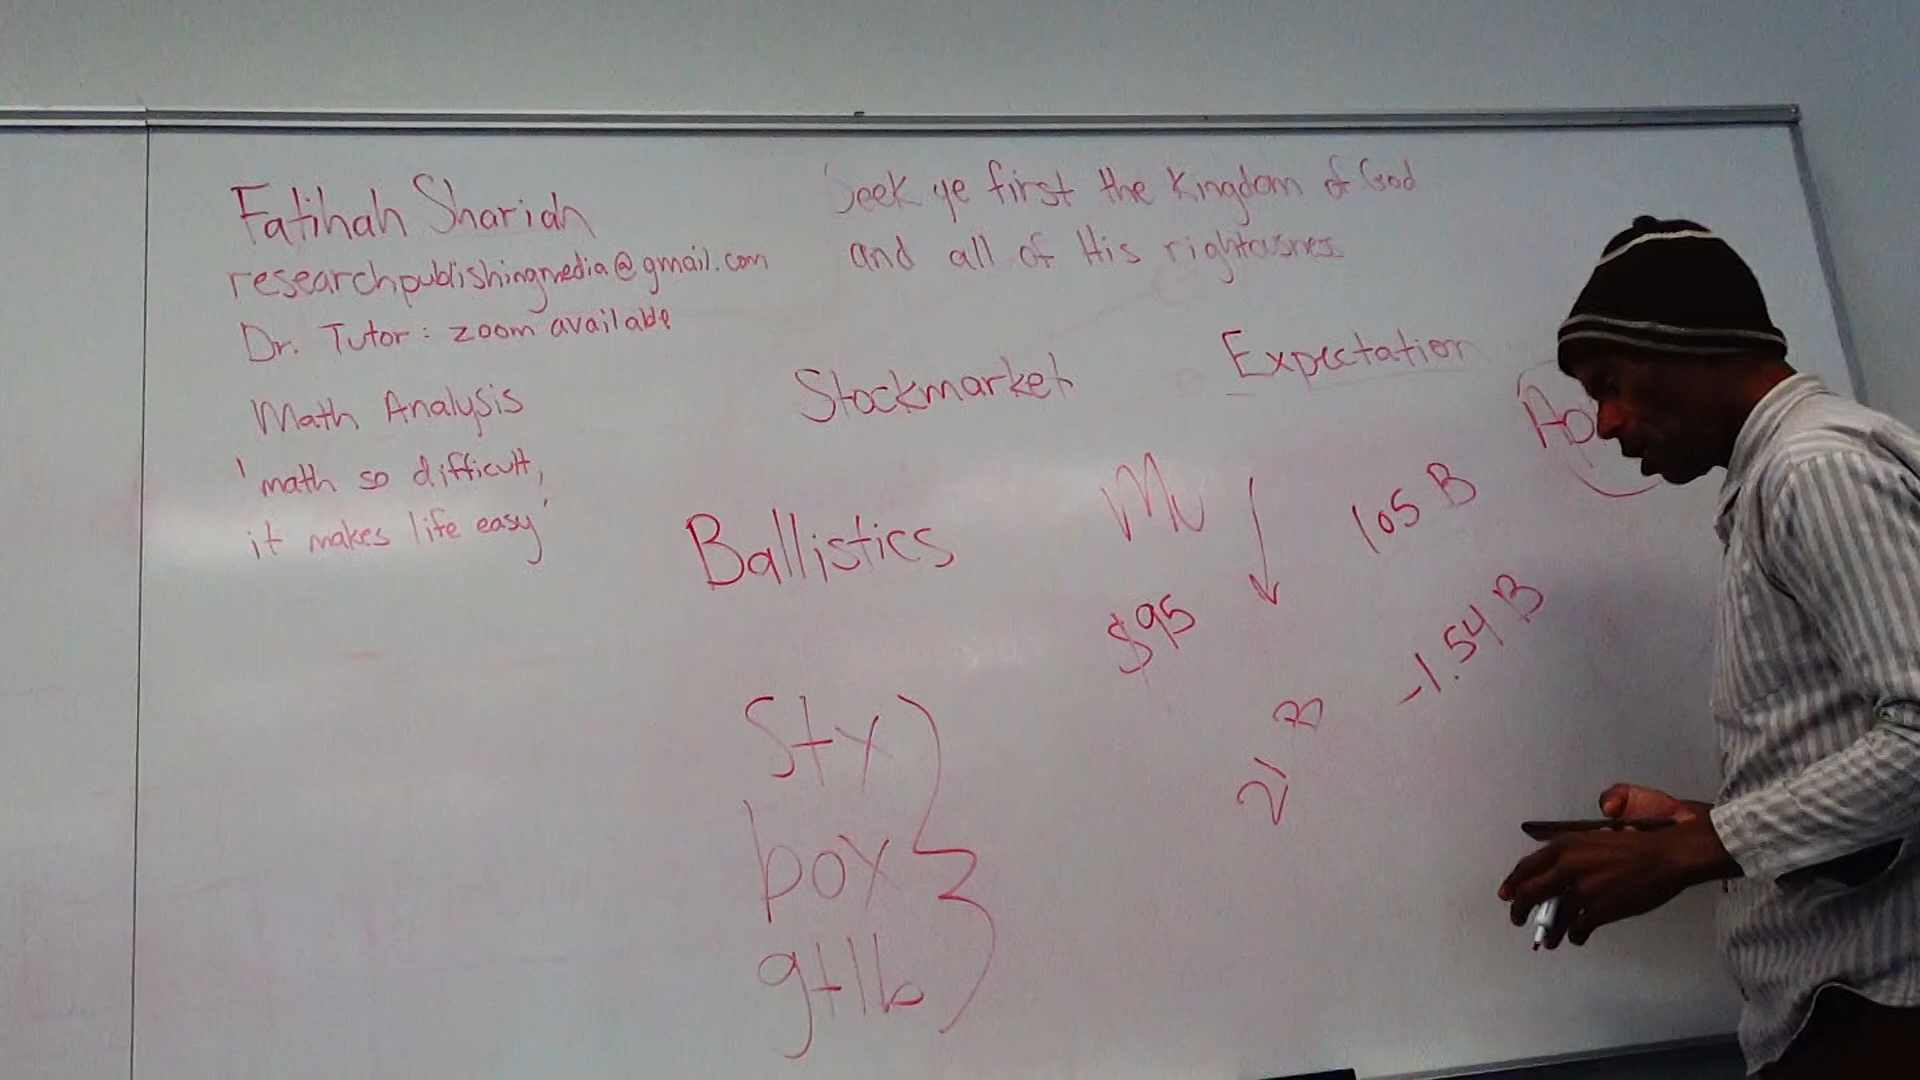 Fatihah Shariah
researchpublishingmedia@gmail.com
Dr. Tutor: zoom available
Math Analysis
'math so difficult,
it makes life easy'
Seek ye first the Kingdom of God
and all of His
Stockmarket
Expectation
Ballistics
Mu
105 B
$95
-1.54 B
Stx
box
gtlb